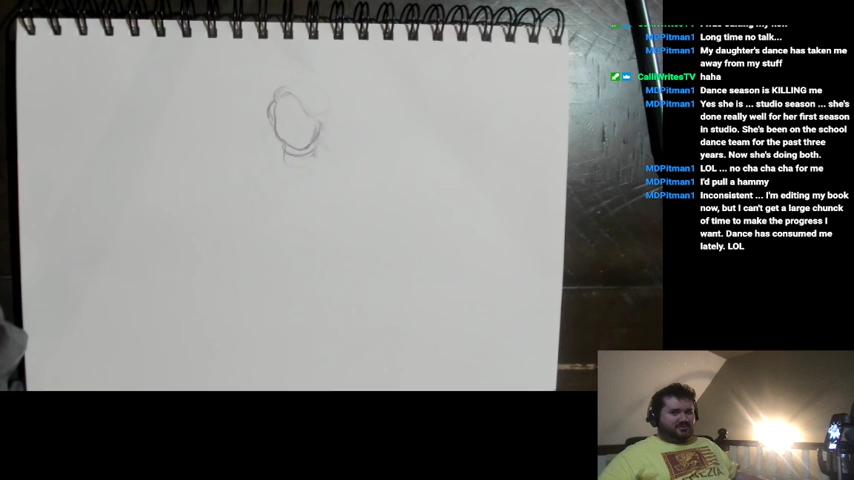 MDPitman1 Long time no talk...
MDPitman1 My daughter's dance has taken me
away from my stuff
CalliWritesTV haha
MDPitman1 Dance season is KILLING me
MDPitman1 Yes she is ... studio season ... she's
done really well for her first season
in studio. She's been on the school
dance team for the past three
years. Now she's doing both.
MDPitman1 LOL ... no cha cha cha for me
MDPitman1 I'd pull a hammy
MDPitman1 Inconsistent ... I'm editing my book
now, but I can't get a large chunck
of time to make the progress I
want. Dance has consumed me
lately. LOL